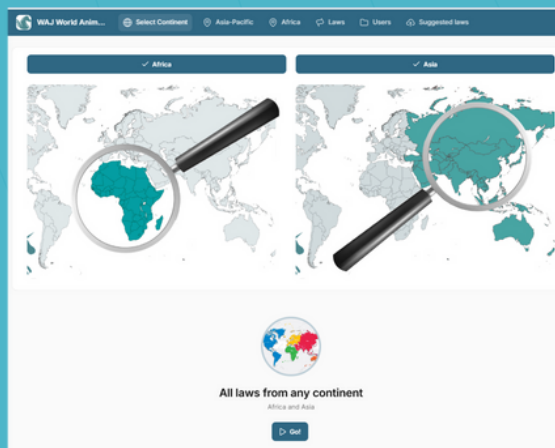 WAJ World Anim... Select Continent Asia-Pacific Africa Laws Users Suggested laws
Africa Asia
All laws from any continent
Africa and Asia
Go!